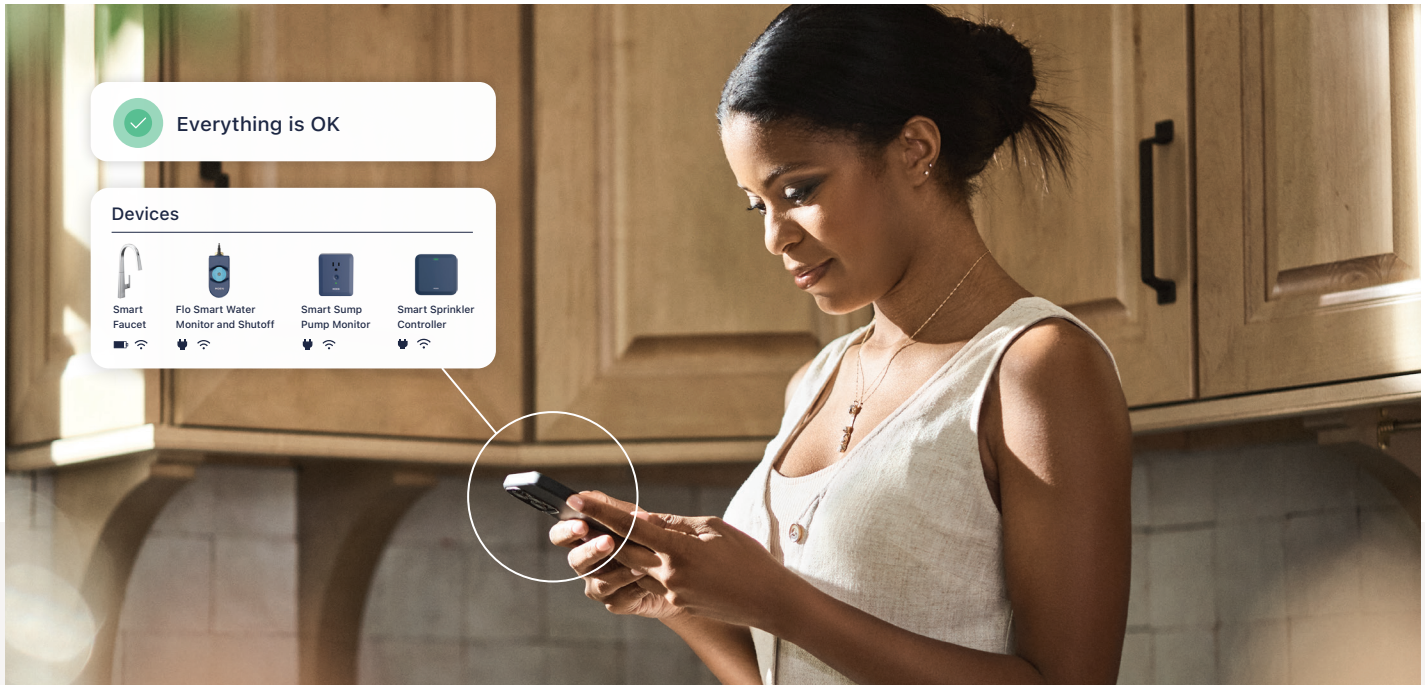 Everything is OK
Devices
Smart
Faucet
Flo Smart Water
Monitor and Shutoff
Smart Sump
Pump Monitor
Smart Sprinkler
Controller